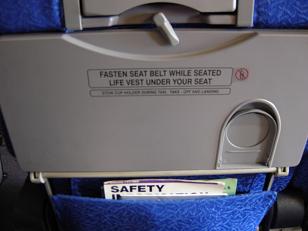 FASTEN SEAT BELT WHILE SEATED
LIFE VEST UNDER YOUR SEAT
STOW CUP HOLDER DURING TAXI, TAKE-OFF AND LANDING
SAFETY